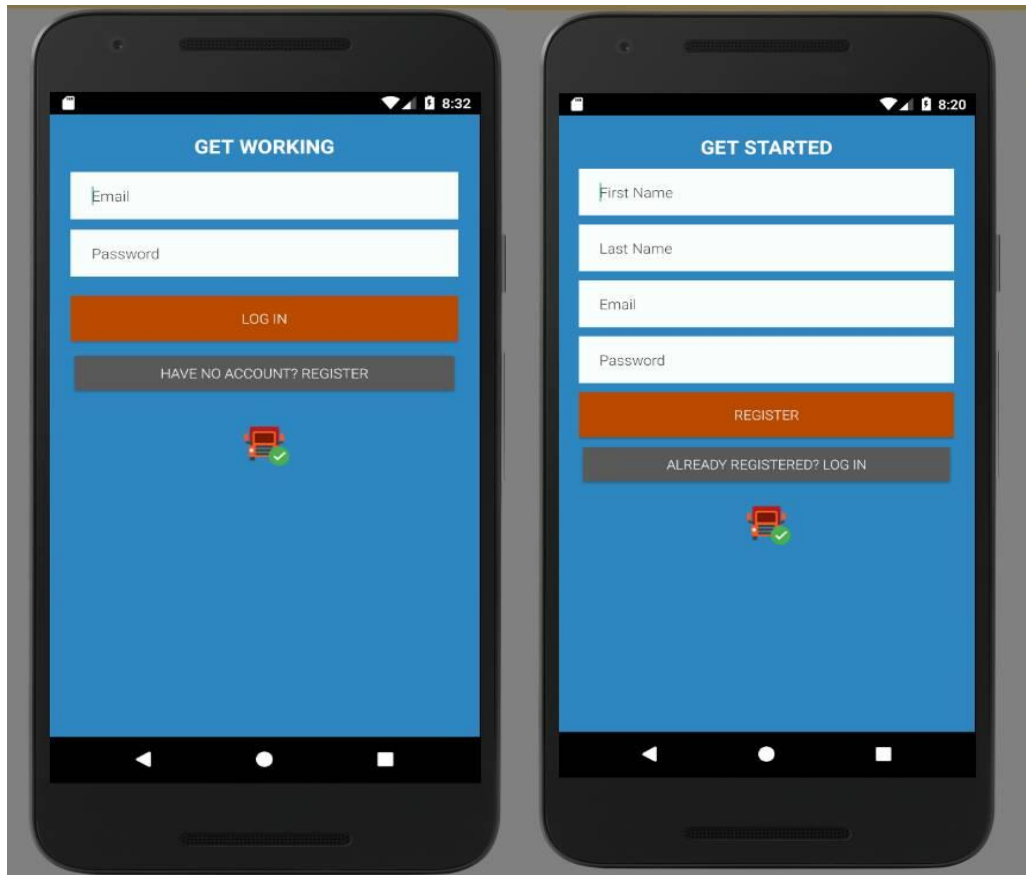 8:32
GET WORKING
Email
Password
LOG IN
HAVE NO ACCOUNT? REGISTER
8:20
GET STARTED
First Name
Last Name
Email
Password
REGISTER
ALREADY REGISTERED? LOG IN